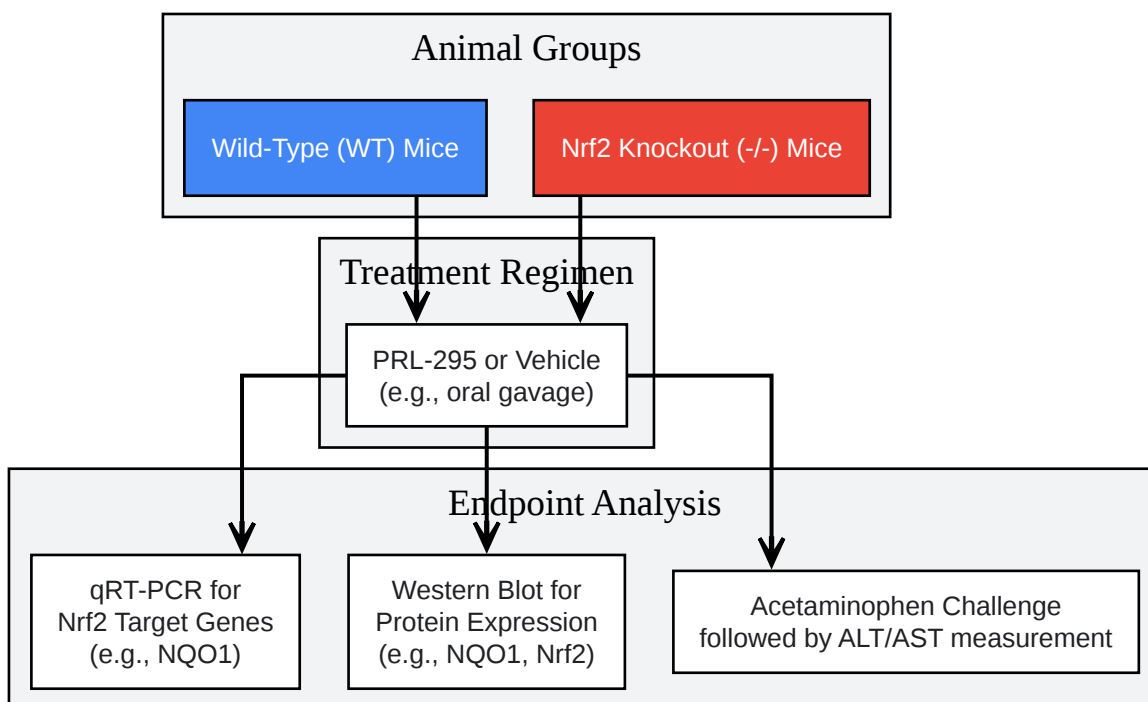 Animal Groups
Wild-Type (WT) Mice
Nrf2 Knockout (-/-) Mice
Treatment Regimen
PRL-295 or Vehicle
(e.g., oral gavage)
Endpoint Analysis
qRT-PCR for
Nrf2 Target Genes
(e.g., NQO1)
Western Blot for
Protein Expression
(e.g., NQO1, Nrf2)
Acetaminophen Challenge
followed by ALT/AST measurement